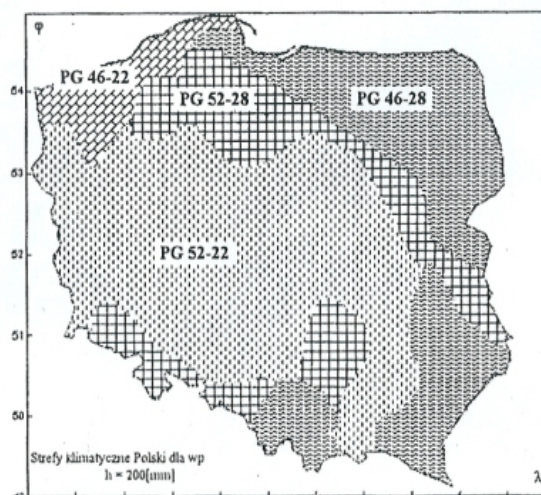 φ
PG 46-22
54
PG 52-28
PG 46-28
53
52
PG 52-22
51
50
Strefy klimatyczne Polski dla wp
h = 200[mm]
λ